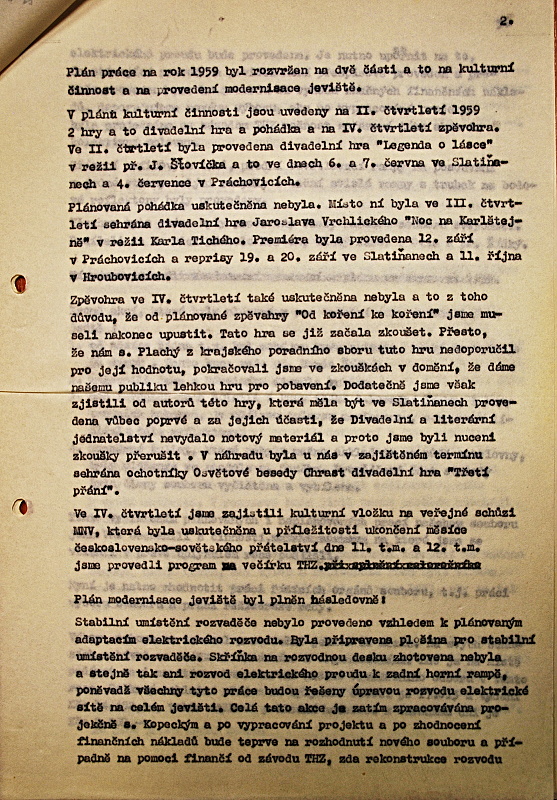 2.
Plán práce na rok 1959 byl rozvržen na dvě části a to na kulturní
činnost a na provedení modernisace jeviště.
V plánu kulturní činnosti jsou uvedeny na II. čtvrtletí 1959
2 hry a to divadelní hra a pohádka a na IV. čtvrtletí zpěvohra.
Ve II. čtvrtletí byla provedena divadelní hra "Legenda o lásce"
v režii př. J. Šťovíčka a to ve dnech 6. a 7. června ve Slatiňa-
nech a 4. července v Práchovicích.
Plánovaná pohádka uskutečněna nebyla. Místo ní byla ve III. čtvrt-
letí sehrána divadelní hra Jaroslava Vrchlického "Noc na Karlštej-
ně" v režii Karla Tichého. Premiéra byla provedena 12. září
v Práchovicích a reprisy 19. a 20. září ve Slatiňanech a 11. října
v Hroubovicích.
Zpěvohra ve IV. čtvrtletí také uskutečněna nebyla a to z toho
důvodu, že od plánované zpěvahry "Od koření ke koření" jsme mu-
seli nakonec upustit. Tato hra se již začala zkoušet. Přesto,
že nám s. Plachý z krajského poradního sboru tuto hru nedoporučil
pro její hodnotu, pokračovali jsme ve zkouškách v domění, že dáme
našemu publiku lehkou hru pro pobavení. Dodatečně jsme však
zjistili od autorů této hry, která měla být ve Slatiňanech prove-
dena vůbec poprvé a za jejich účasti, že Divadelní a literární
jednatelství nevydalo notový materiál a proto jsme byli nuceni
zkoušky přerušit . V náhradu byla u nás v zajištěném termínu
sehrána ochotníky Osvětové besedy Chrast divadelní hra "Třetí
přání".
Ve IV. čtvrtletí jsme zajistili kulturní vložku na veřejné schůzi
MNV, která byla uskutečněna u příležitosti ukončení měsíce
československo-sovětského přátelství dne 11. t.m. a 12. t.m.
jsme provedli program na večírku THZ.
Plán modernisace jeviště byl plněn následovně:
Stabilní umístění rozvaděče nebylo provedeno vzhledem k plánovaným
adaptacím elektrického rozvodu. Byla připravena plošina pro stabilní
umístění rozvaděče. Skříňka na rozvodnou desku zhotovena nebyla
a stejně tak ani rozvod elektrického proudu k zadní horní rampě,
poněvadž všechny tyto práce budou řešeny úpravou rozvodu elektrické
sítě na celém jevišti. Celá tato akce je zatím zpracovávána pro-
jekčně s. Kopeckým a po vypracování projektu a po zhodnocení
finančních nákladů bude teprve na rozhodnutí nového souboru a pří-
padně na pomoci finanční od závodu THZ, zda rekonstrukce rozvodu